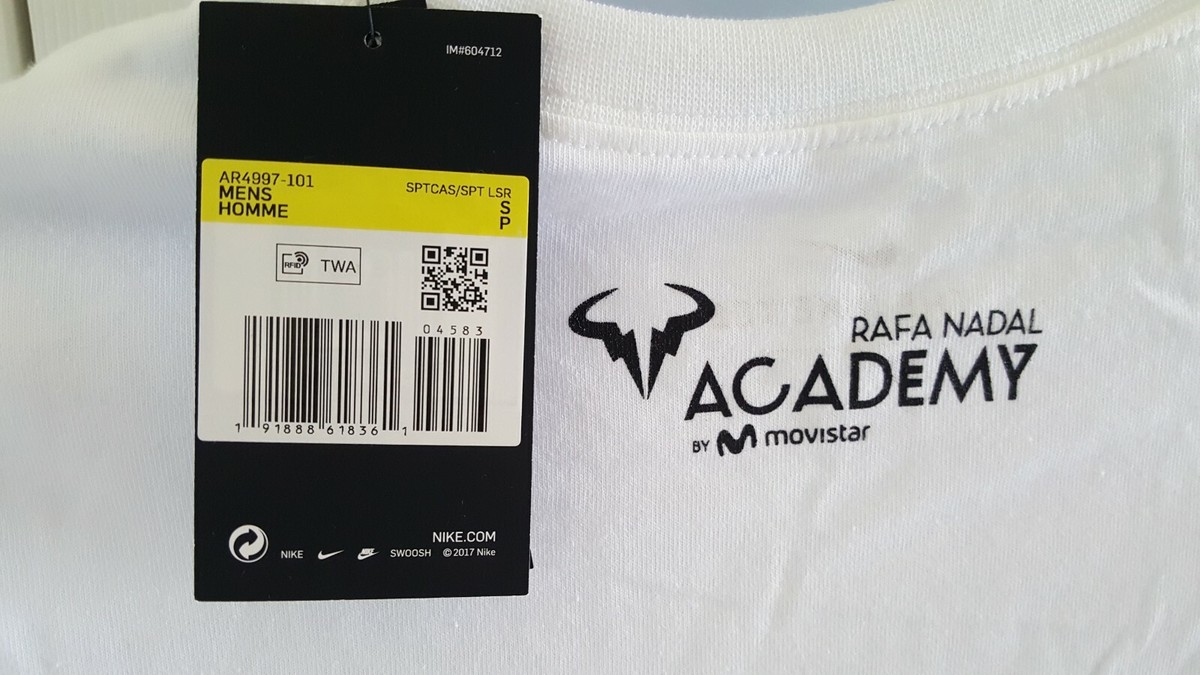 IM#604712
AR4997-101
MENS
HOMME
SPTCAS/SPT LSR
S
P
RFID
TWA
04583
1 91888 61836 1
NIKE.COM
NIKE SWOOSH © 2017 Nike
RAFA NADAL
ACADEMY
BY movistar